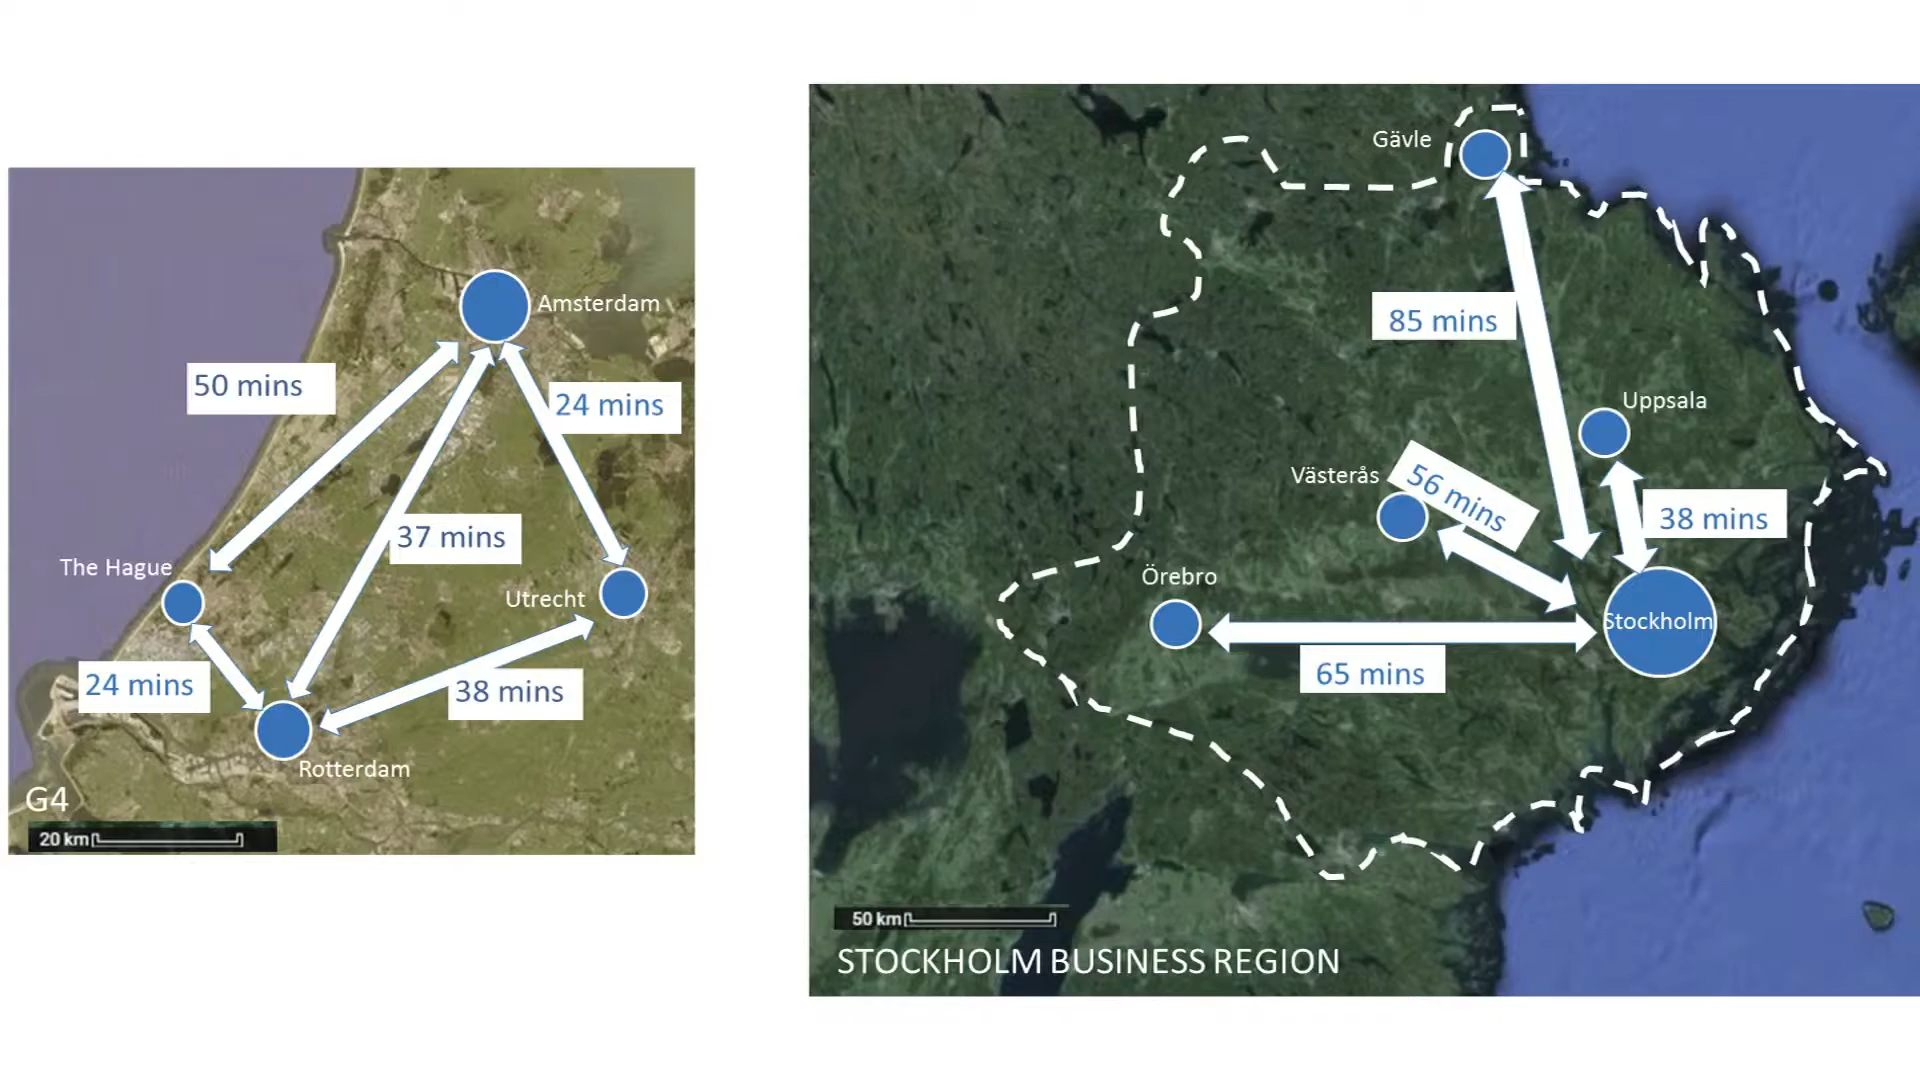 Amsterdam
50 mins
24 mins
37 mins
The Hague
Utrecht
24 mins
38 mins
Rotterdam
G4
20 km
Gävle
85 mins
Uppsala
Västerås
56 mins
38 mins
Örebro
Stockholm
65 mins
50 km
STOCKHOLM BUSINESS REGION